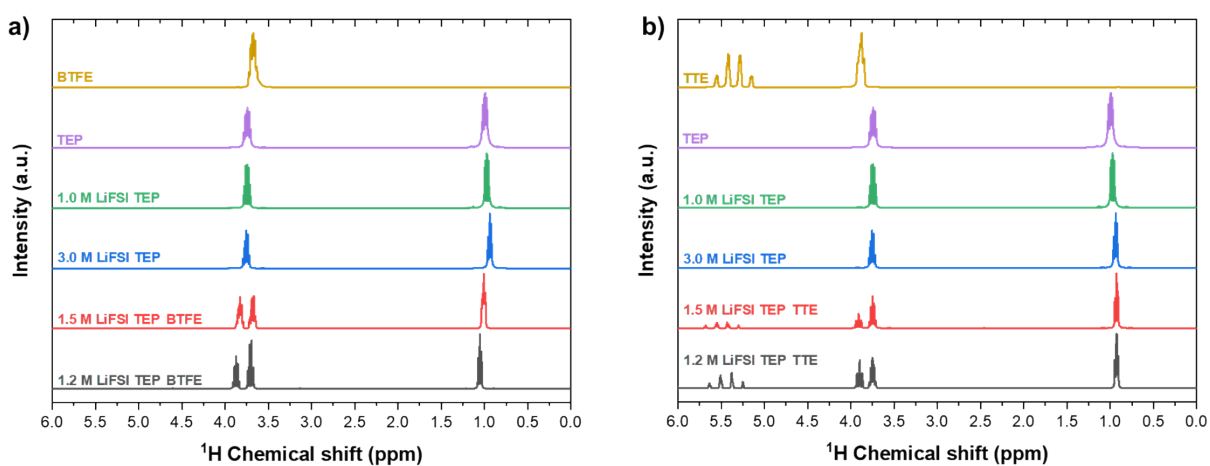 a)
BTFE
TEP
1.0 M LiFSI TEP
3.0 M LiFSI TEP
1.5 M LiFSI TEP BTFE
1.2 M LiFSI TEP BTFE
Intensity (a.u.)
6.0 5.5 5.0 4.5 4.0 3.5 3.0 2.5 2.0 1.5 1.0 0.5 0.0
¹H Chemical shift (ppm)
b)
TTE
TEP
1.0 M LiFSI TEP
3.0 M LiFSI TEP
1.5 M LiFSI TEP TTE
1.2 M LiFSI TEP TTE
Intensity (a.u.)
6.0 5.5 5.0 4.5 4.0 3.5 3.0 2.5 2.0 1.5 1.0 0.5 0.0
¹H Chemical shift (ppm)